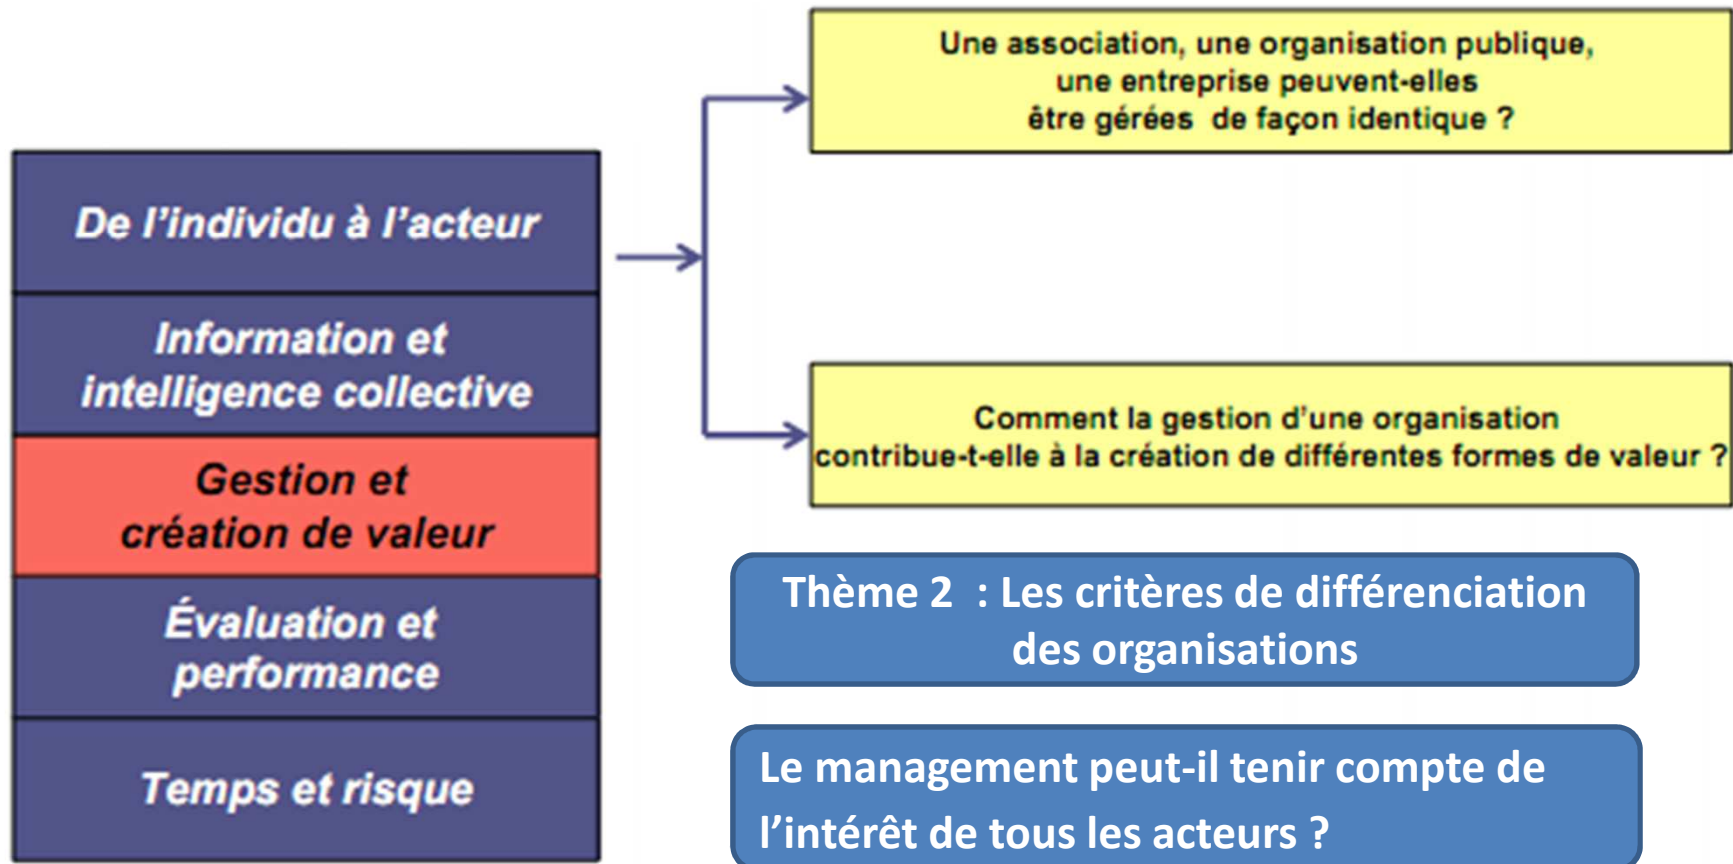 De l'individu à l'acteur
Information et
intelligence collective
Gestion et
création de valeur
Évaluation et
performance
Temps et risque
Une association, une organisation publique,
une entreprise peuvent-elles
être gérées de façon identique ?
Comment la gestion d'une organisation
contribue-t-elle à la création de différentes formes de valeur ?
Thème 2 : Les critères de différenciation
des organisations
Le management peut-il tenir compte de
l'intérêt de tous les acteurs ?